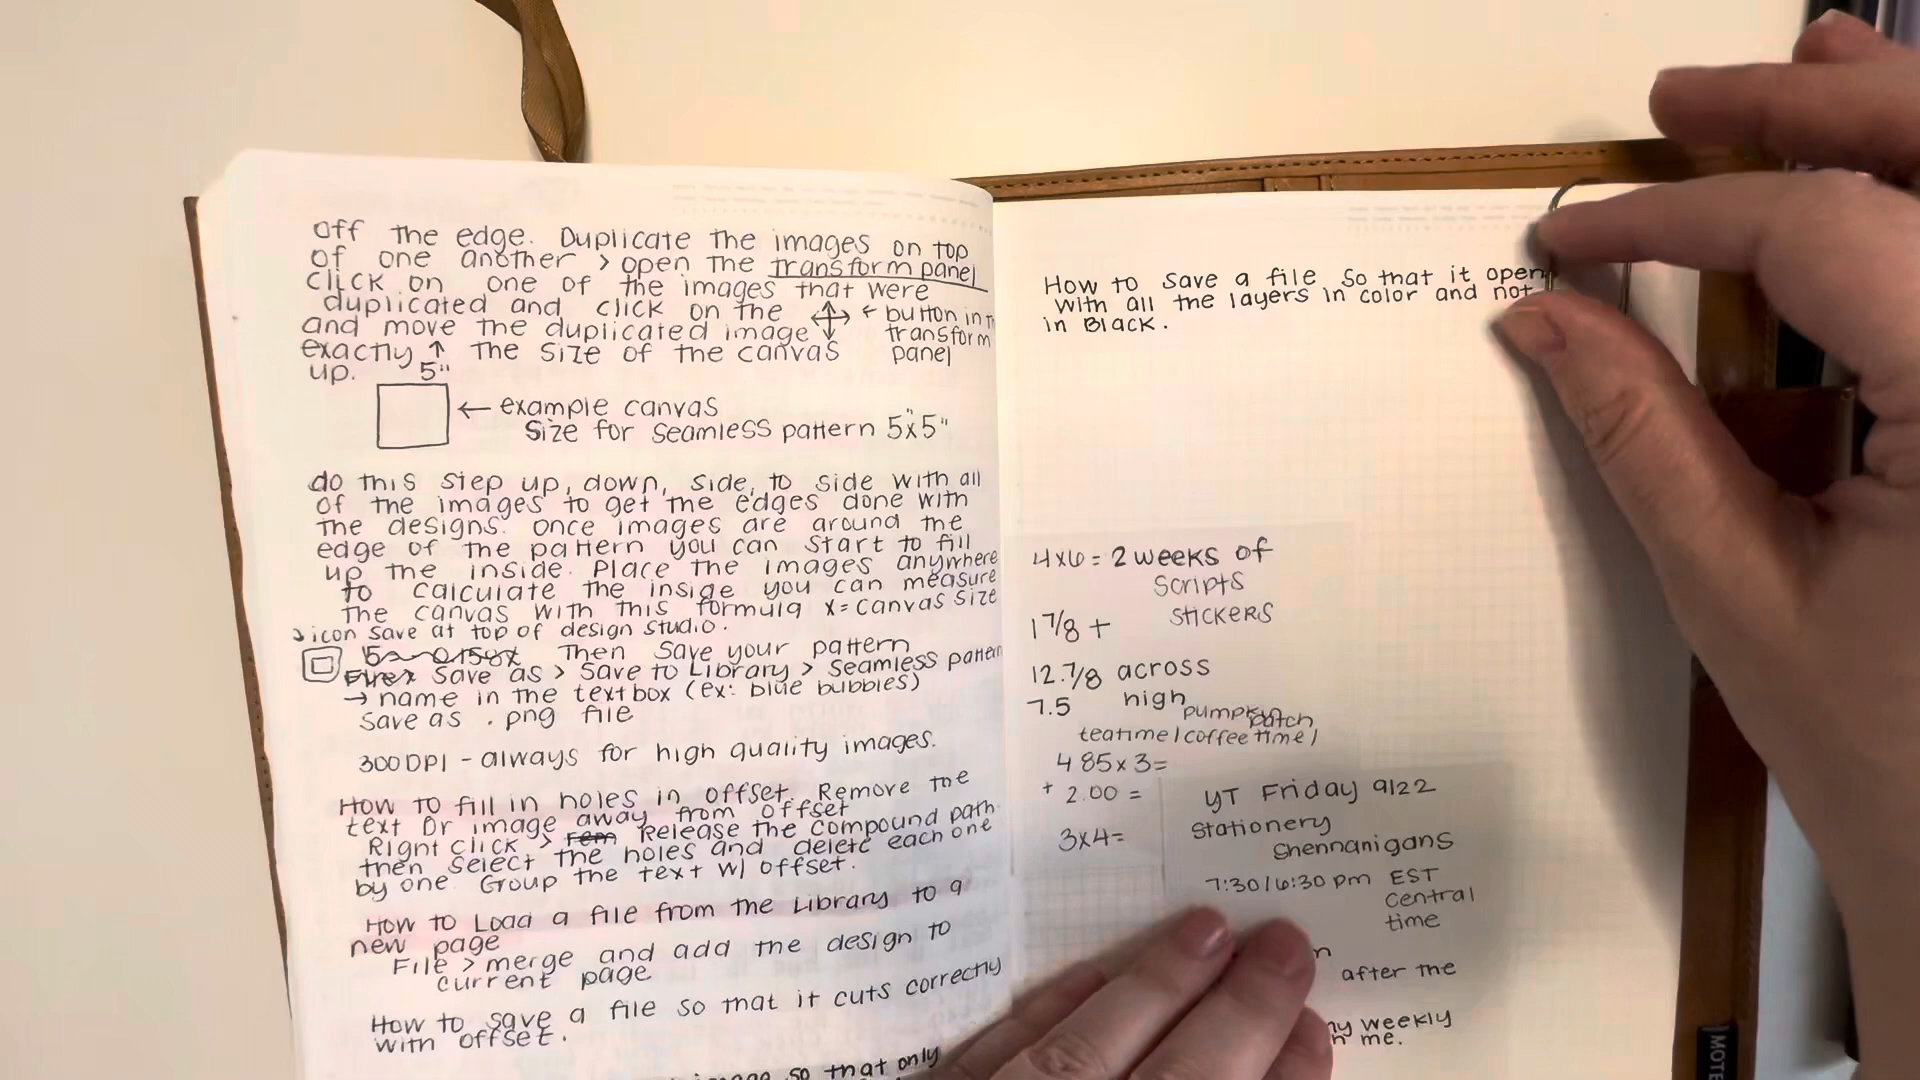 off the edge. Duplicate the images on top
of one another > open the transform panel
click on one of the images that were
duplicated and click on the ← button in
and move the duplicated image transform
exactly ↑ the size of the canvas panel
up. 5"
← example canvas
size for seamless pattern 5"x5"
do this step up, down, side, to side with all
of the images to get the edges done with
the designs. once images are around the
edge of the pattern you can start to fill
up the inside. Place the images anywhere
to calculate the inside you can measure
the canvas with this formula x = canvas size
icon save at top of design studio.
Then save your pattern
save as > save to Library > seamless pattern
→ name in the textbox (ex: blue bubbles)
save as .png file
300 DPI - always for high quality images.
How to fill in holes in offset. Remove the
text or image away from offset
Right click > Release the compound path
then select the holes and delete each one
by one. Group the text w/ offset.
How to Load a file from the Library to a
new page
File > merge and add the design to
current page
How to save a file so that it cuts correctly
with offset.
so that only
How to save a file so that it open
with all the layers in color and not
in Black.
4x6 = 2 weeks of
scripts
stickers
1 7/8 +
12.7/8 across
7.5 high
pumpkin patch
teatime / coffee time /
4 85 x 3 =
+ 2.00 =
3x4 =
YT Friday 9/22
Stationery
Shennanigans
7:30/6:30 pm EST
Central
time
after the
weekly
me.
MOTE